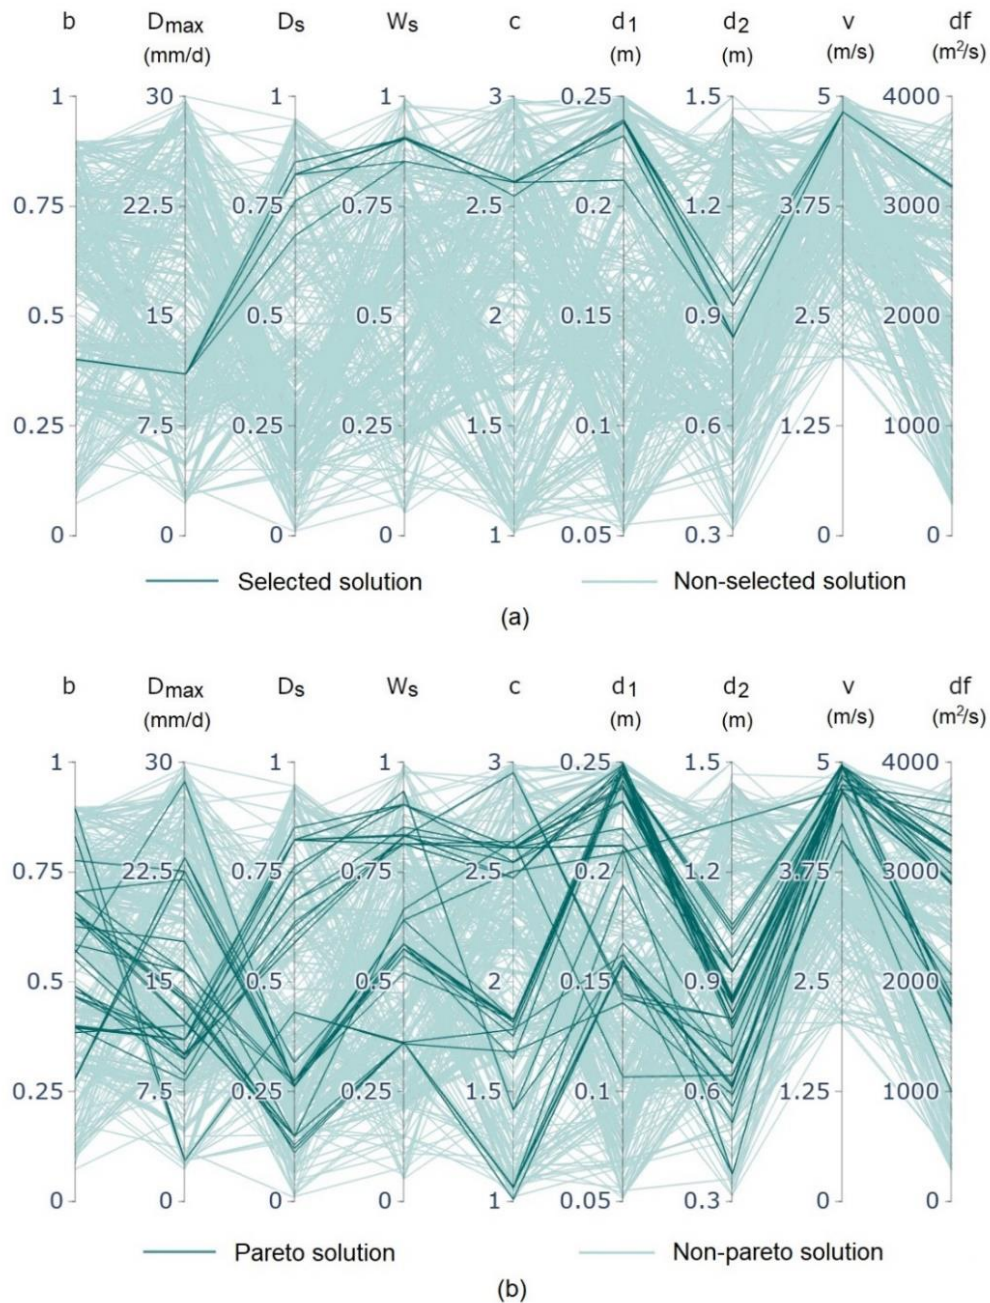 b Dmax Ds Ws c d1 d2 v df
(mm/d) (m) (m) (m/s) (m²/s)
1 30 1 1 3 0.25 1.5 5 4000
0.75 22.5 0.75 0.75 2.5 0.2 1.2 3.75 3000
0.5 15 0.5 0.5 2 0.15 0.9 2.5 2000
0.25 7.5 0.25 0.25 1.5 0.1 0.6 1.25 1000
0 0 0 0 1 0.05 0.3 0 0
Selected solution Non-selected solution
(a)
b Dmax Ds Ws c d1 d2 v df
(mm/d) (m) (m) (m/s) (m²/s)
1 30 1 1 3 0.25 1.5 5 4000
0.75 22.5 0.75 0.75 2.5 0.2 1.2 3.75 3000
0.5 15 0.5 0.5 2 0.15 0.9 2.5 2000
0.25 7.5 0.25 0.25 1.5 0.1 0.6 1.25 1000
0 0 0 0 1 0.05 0.3 0 0
Pareto solution Non-pareto solution
(b)